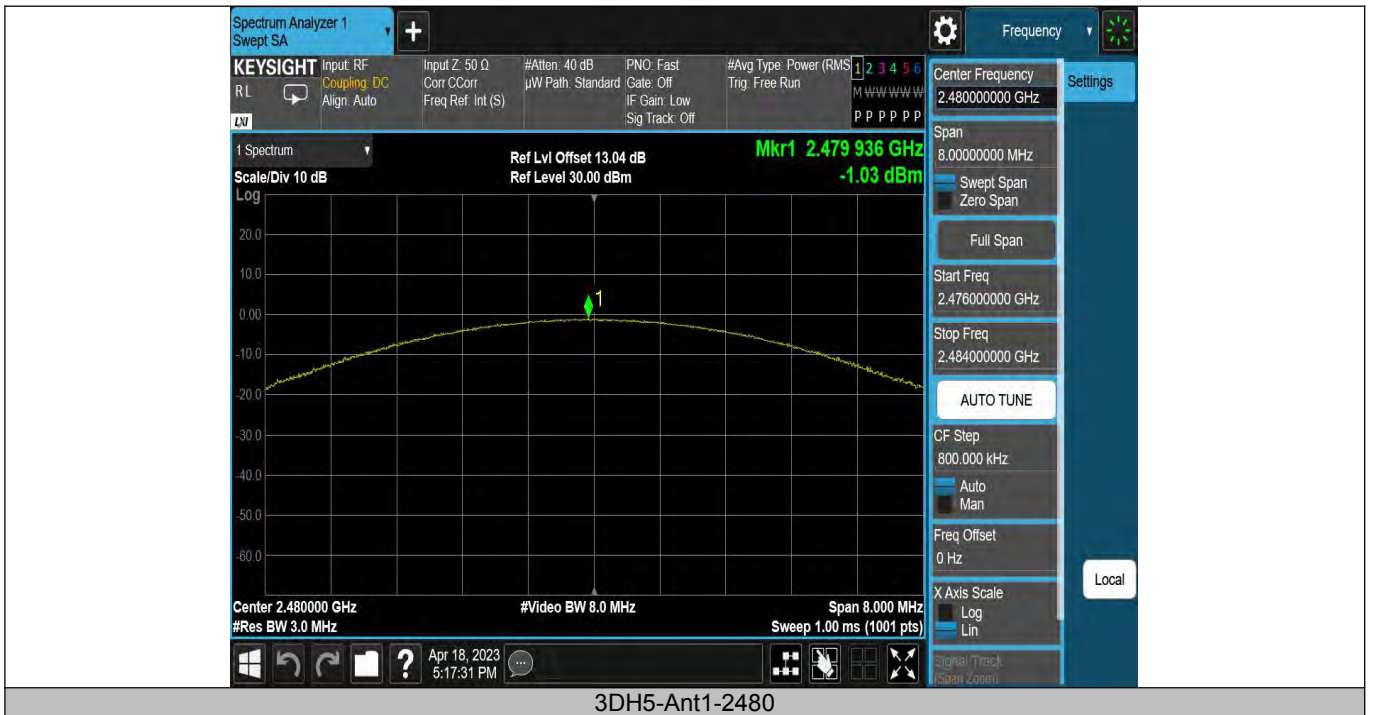 Spectrum Analyzer 1
Swept SA
+
Frequency
KEYSIGHT
RL
LXI
Input: RF
Coupling: DC
Align: Auto
Input Z: 50 Ω
Corr CCorr
Freq Ref: Int (S)
#Atten: 40 dB
µW Path: Standard
PNO: Fast
Gate: Off
IF Gain: Low
Sig Track: Off
#Avg Type: Power (RMS
Trig: Free Run
1 2 3 4 5 6
M W W W W W
P P P P P P
1 Spectrum
Scale/Div 10 dB
Log
Ref Lvl Offset 13.04 dB
Ref Level 30.00 dBm
Mkr1 2.479 936 GHz
-1.03 dBm
20.0
10.0
0.00
-10.0
-20.0
-30.0
-40.0
-50.0
-60.0
1
Center 2.480000 GHz
#Res BW 3.0 MHz
#Video BW 8.0 MHz
Span 8.000 MHz
Sweep 1.00 ms (1001 pts)
Center Frequency
2.480000000 GHz
Settings
Span
8.00000000 MHz
Swept Span
Zero Span
Full Span
Start Freq
2.476000000 GHz
Stop Freq
2.484000000 GHz
AUTO TUNE
CF Step
800.000 kHz
Auto
Man
Freq Offset
0 Hz
X Axis Scale
Log
Lin
Signal Track
(Span Zoom)
Local
?
Apr 18, 2023
5:17:31 PM
3DH5-Ant1-2480